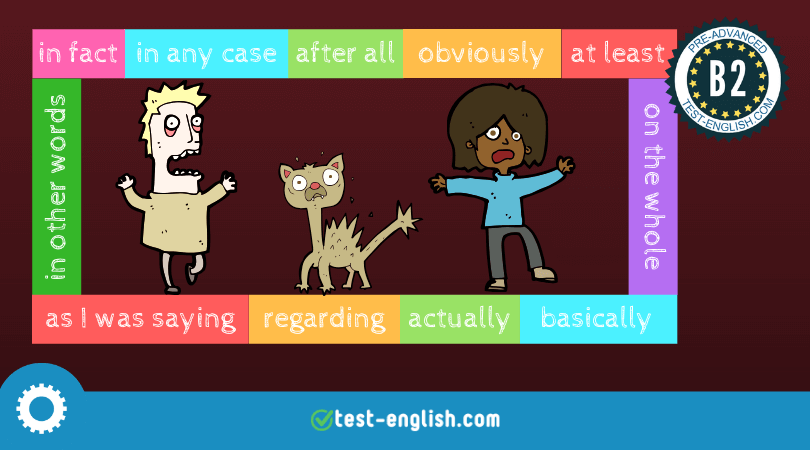 in fact
in any case
after all
obviously
at least
PRE-ADVANCED
B2
TEST-ENGLISH.COM
in other words
on the whole
as I was saying
regarding
actually
basically
test-english.com